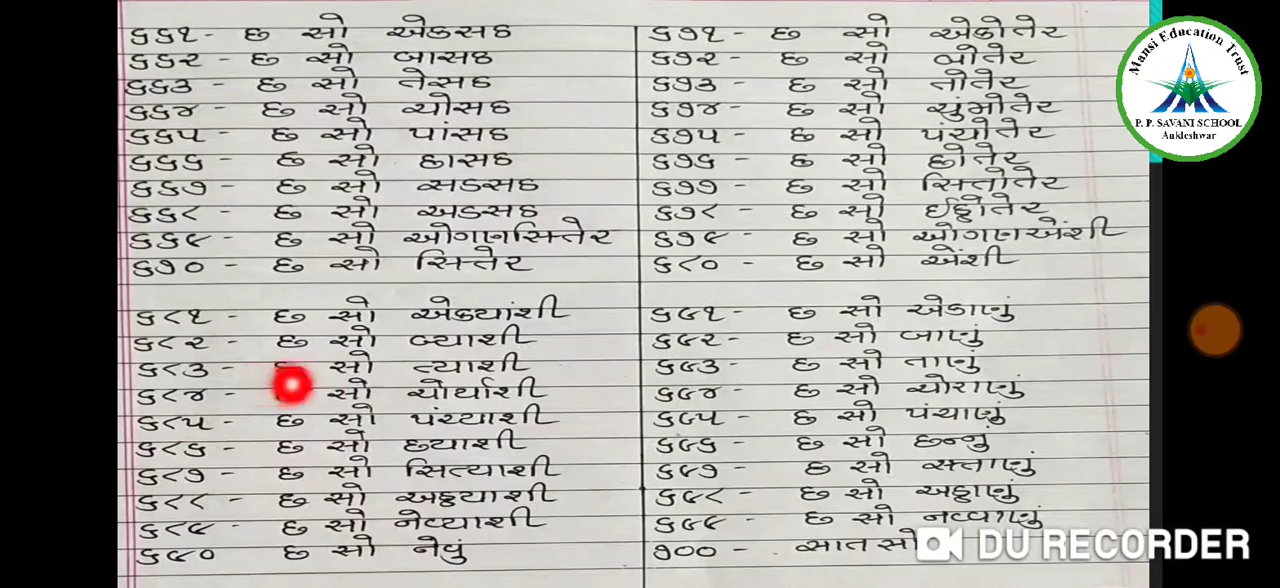 ૬૬૧- છ સો એકસઠ
૬૬૨- છ સો બાસઠ
૬૬૩- છ સો તેસઠ
૬૬૪- છ સો ચોસઠ
૬૬૫- છ સો પાંસઠ
૬૬૬- છ સો છાસઠ
૬૬૭- છ સો સડસઠ
૬૬૮- છ સો અડસઠ
૬૬૯- છ સો ઓગણસિત્તેર
૬૭૦- છ સો સિત્તેર
૬૭૧- છ સો એકોતેર
૬૭૨- છ સો બોતેર
૬૭૩- છ સો તોતેર
૬૭૪- છ સો ચુંમોતેર
૬૭૫- છ સો પંચોતેર
૬૭૬- છ સો છોતેર
૬૭૭- છ સો સિતોતેર
૬૭૮- છ સો ઈઠ્ઠોતેર
૬૭૯- છ સો ઓગણએંશી
૬૮૦- છ સો એંશી
૬૮૧- છ સો એકયાંશી
૬૮૨- છ સો બ્યાશી
૬૮૩- છ સો ત્યાશી
૬૮૪- સો ચોર્યાશી
૬૮૫- છ સો પંચ્યાશી
૬૮૬- છ સો છયાશી
૬૮૭- છ સો સિત્યાશી
૬૮૮- છ સો અઠ્ઠયાશી
૬૮૯- છ સો નેવ્યાશી
૬૯૦ છ સો નેવું
૬૯૧- છ સો એકાણું
૬૯૨- છ સો બાણું
૬૯૩- છ સો તાણું
૬૯૪- છ સો ચોરાણું
૬૯૫- છ સો પંચાણું
૬૯૬- છ સો છન્નું
૬૯૭- છ સો સ્તાણું
૬૯૮- છ સો અઠ્ઠાણું
૬૯૯- છ સો નવ્વાણું
૭૦૦- સાત સો
Mansi Education Trust
P. P. SAVANI SCHOOL
Ankleshwar
DU RECORDER